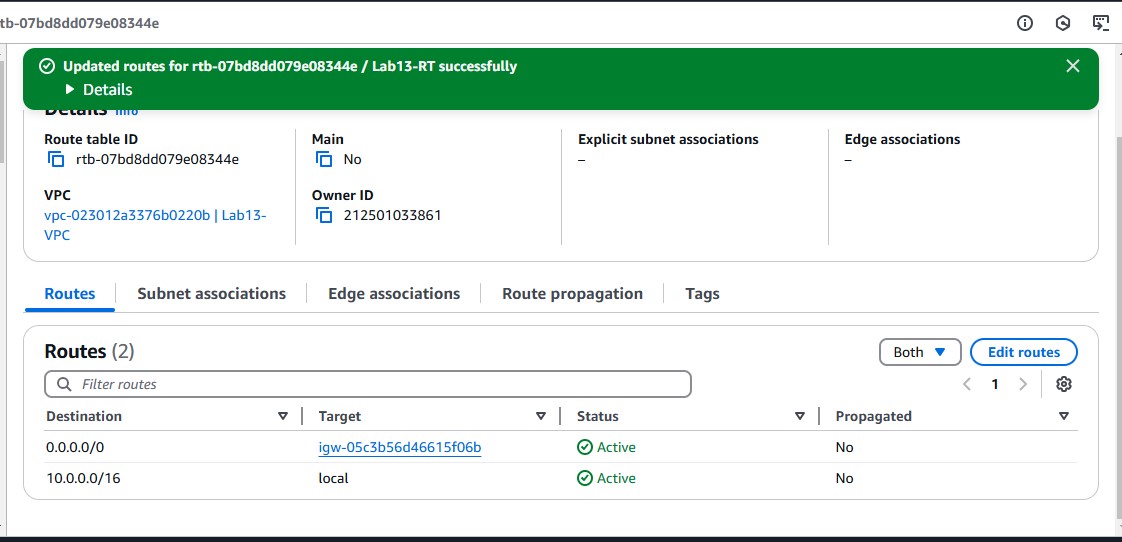 tb-07bd8dd079e08344e
Updated routes for rtb-07bd8dd079e08344e / Lab13-RT successfully
Details
Details Info
Route table ID
rtb-07bd8dd079e08344e
Main
No
Explicit subnet associations
–
Edge associations
–
VPC
vpc-023012a3376b0220b | Lab13-
VPC
Owner ID
212501033861
Routes Subnet associations Edge associations Route propagation Tags
Routes (2)
Both Edit routes
Filter routes
1
Destination Target Status Propagated
0.0.0.0/0 igw-05c3b56d46615f06b Active No
10.0.0.0/16 local Active No